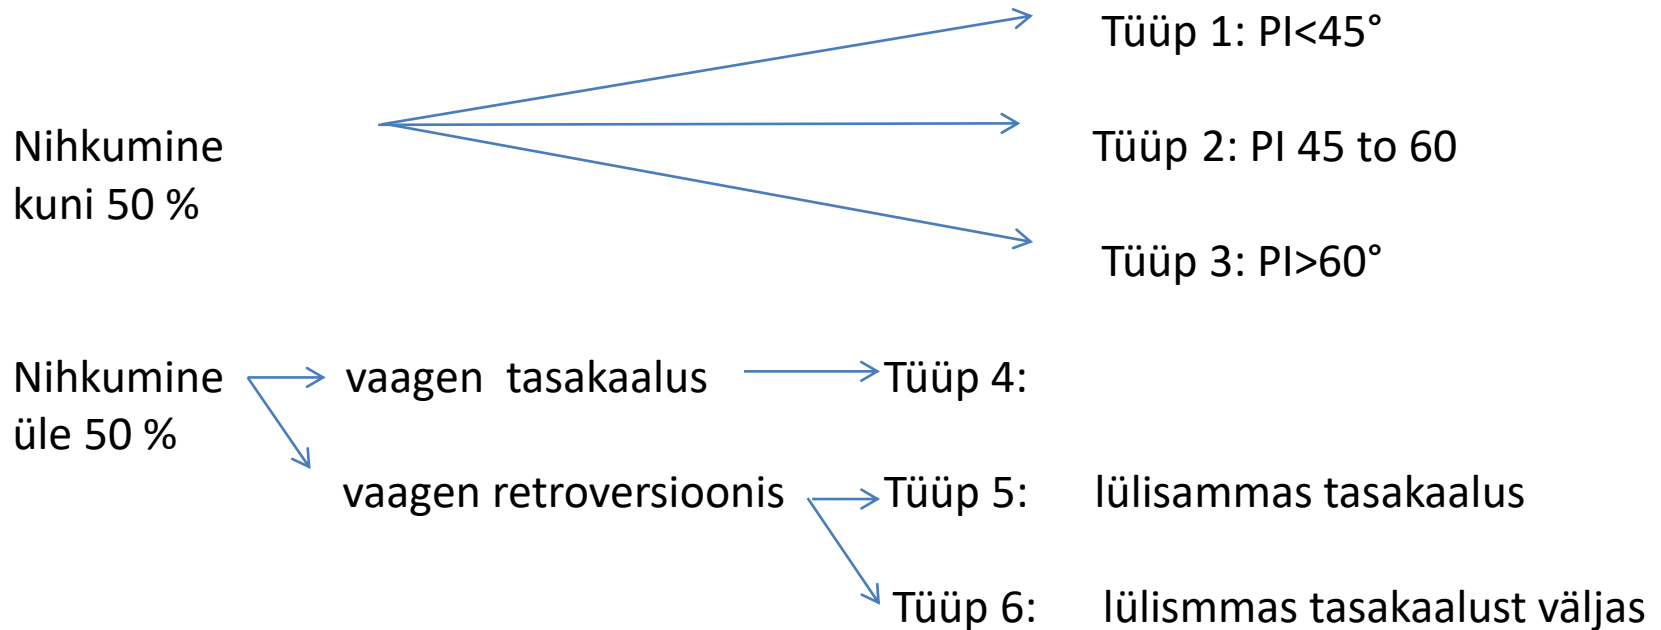 Tüüp 1: PI<45°
Nihkumine
kuni 50 %
Tüüp 2: PI 45 to 60
Tüüp 3: PI>60°
Nihkumine
üle 50 %
vaagen tasakaalus
Tüüp 4:
vaagen retroversioonis
Tüüp 5: lülisammas tasakaalus
Tüüp 6: lülismmas tasakaalust väljas